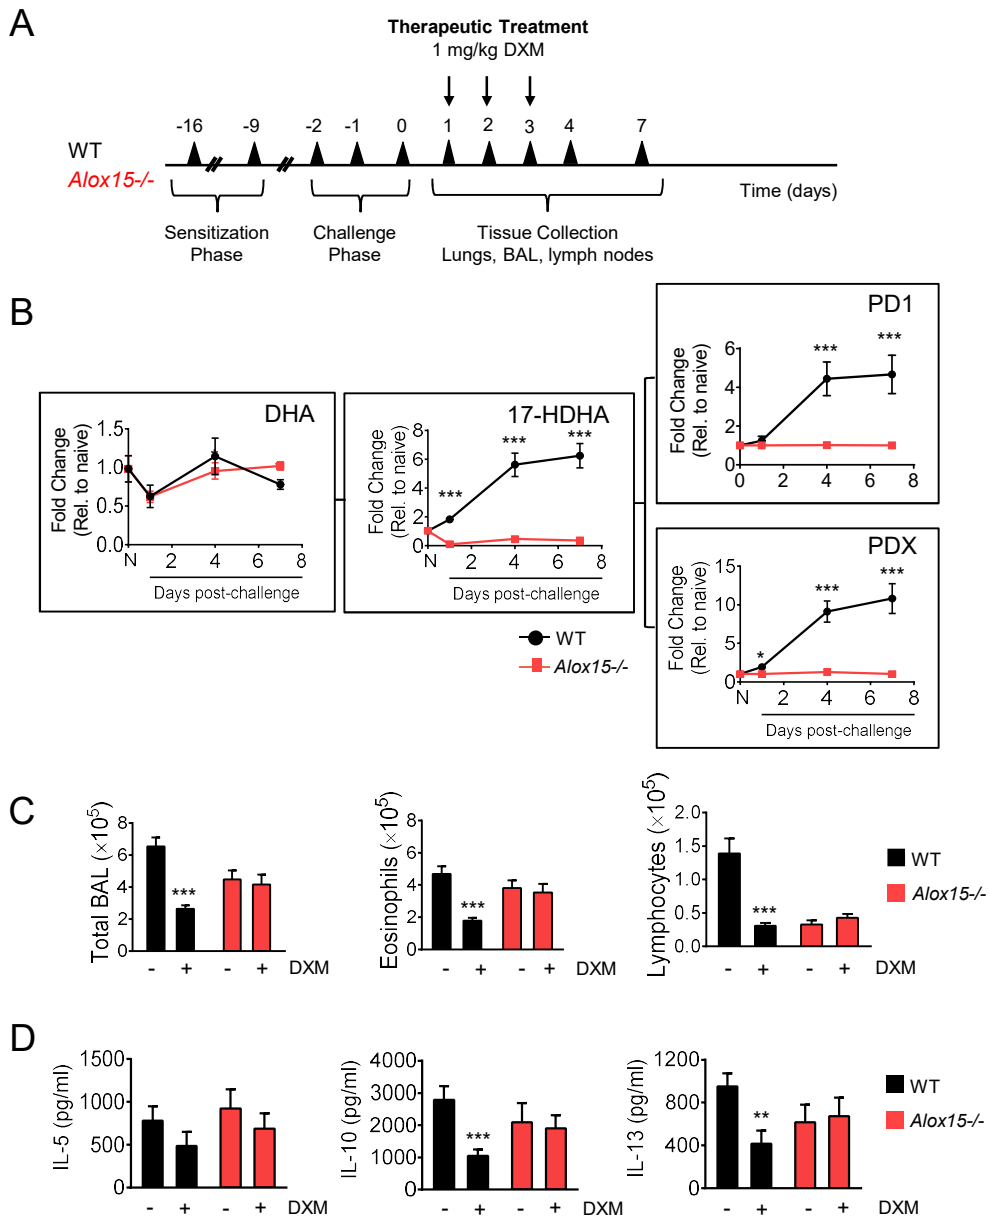 A
Therapeutic Treatment
1 mg/kg DXM
-16 -9 -2 -1 0 1 2 3 4 7
WT
Alox15-/-
Time (days)
Sensitization
Phase
Challenge
Phase
Tissue Collection
Lungs, BAL, lymph nodes
B
DHA
Fold Change
(Rel. to naive)
1.5
1.0
0.5
0.0
N 2 4 6 8
Days post-challenge
17-HDHA
Fold Change
(Rel. to naive)
8
6
4
2
0
*** *** ***
N 2 4 6 8
Days post-challenge
PD1
Fold Change
(Rel. to naive)
6
4
2
0
*** ***
0 2 4 6 8
PDX
Fold Change
(Rel. to naive)
15
10
5
0
* *** ***
N 2 4 6 8
Days post-challenge
WT
Alox15-/-
C
Total BAL (×10⁵)
8
6
4
2
0
***
- + - + DXM
Eosinophils (×10⁵)
8
6
4
2
0
***
- + - + DXM
Lymphocytes (×10⁵)
2.0
1.5
1.0
0.5
0.0
***
- + - + DXM
WT
Alox15-/-
D
IL-5 (pg/ml)
1500
1000
500
0
- + - + DXM
IL-10 (pg/ml)
4000
3000
2000
1000
0
***
- + - + DXM
IL-13 (pg/ml)
1200
800
400
0
**
- + - + DXM
WT
Alox15-/-